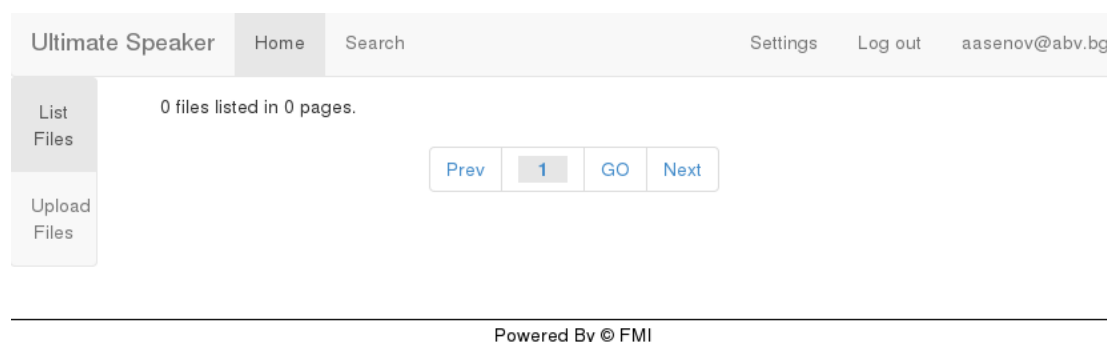 Ultimate Speaker Home Search Settings Log out aasenov@abv.bg
List
Files
0 files listed in 0 pages.
Prev 1 GO Next
Upload
Files
Powered By © FMI